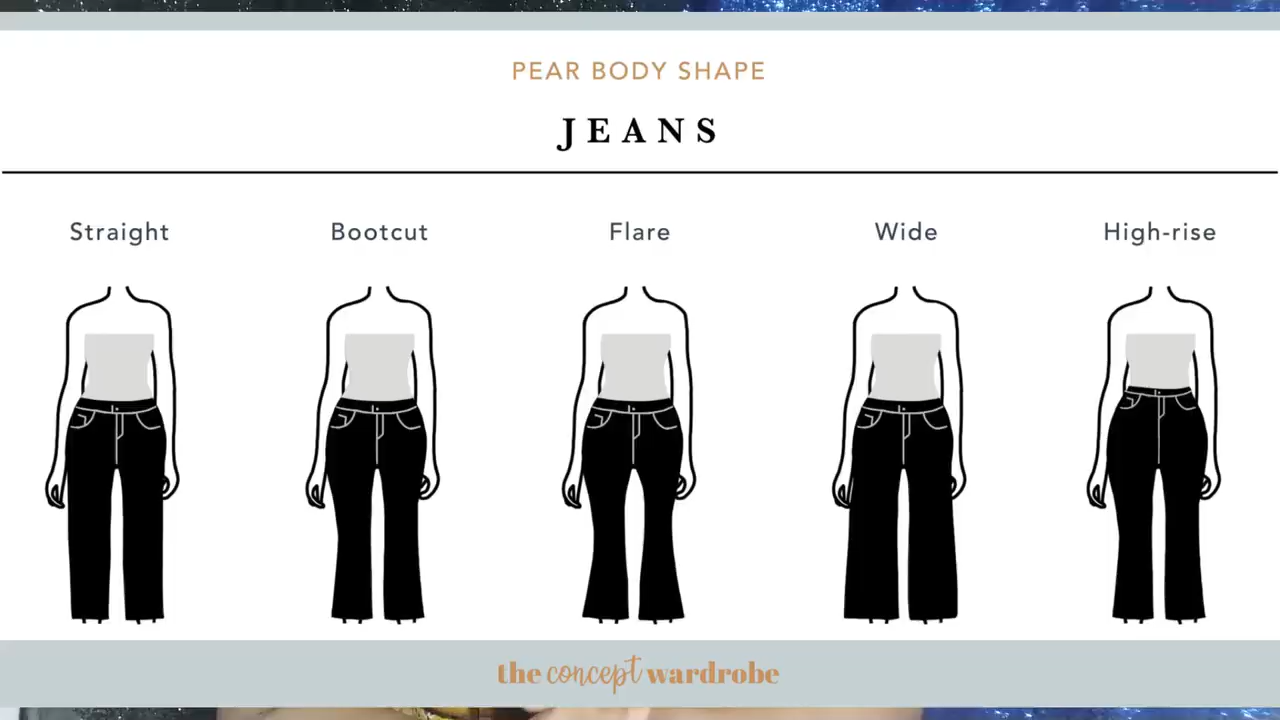 PEAR BODY SHAPE
JEANS
Straight Bootcut Flare Wide High-rise
the concept wardrobe